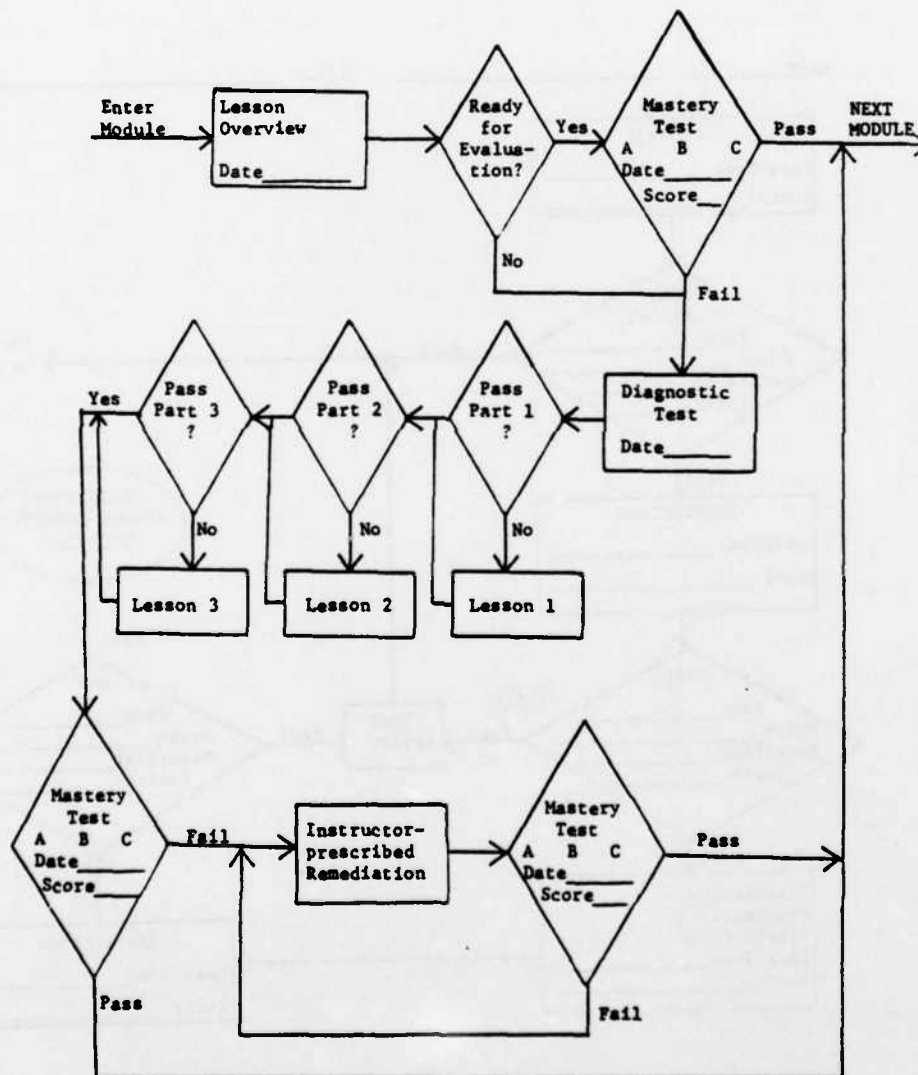 Enter
Module
Lesson
Overview
Date
Ready
for
Evalua-
tion?
Yes
No
Mastery
Test
A B C
Date
Score
Pass
Fail
NEXT
MODULE
Diagnostic
Test
Date
Pass
Part 1
?
No
Lesson 1
Pass
Part 2
?
No
Lesson 2
Pass
Part 3
?
No
Lesson 3
Yes
Mastery
Test
A B C
Date
Score
Fail
Pass
Instructor-
prescribed
Remediation
Mastery
Test
A B C
Date
Score
Pass
Fail